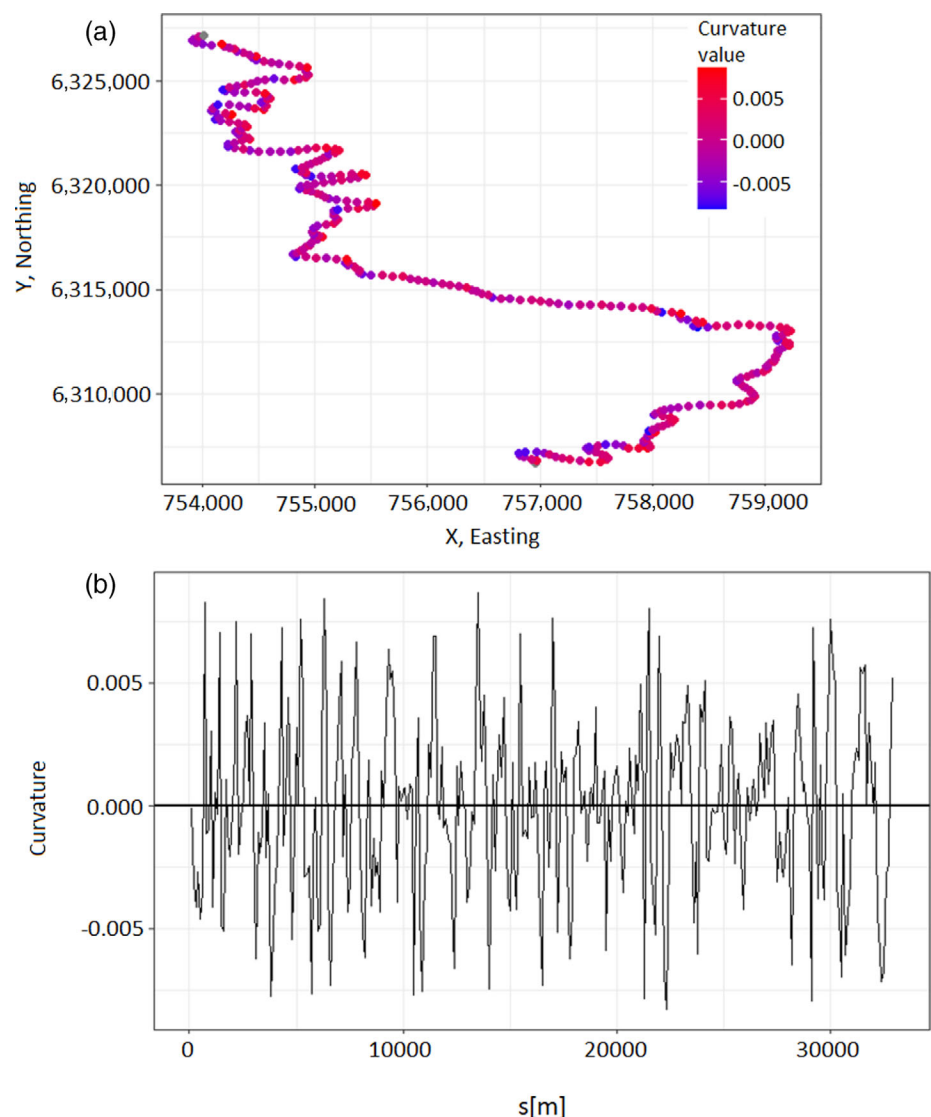 (a)
Curvature
value
0.005
0.000
-0.005
6,325,000
6,320,000
6,315,000
6,310,000
Y, Northing
754,000 755,000 756,000 757,000 758,000 759,000
X, Easting
(b)
0.005
0.000
-0.005
Curvature
0 10000 20000 30000
s[m]